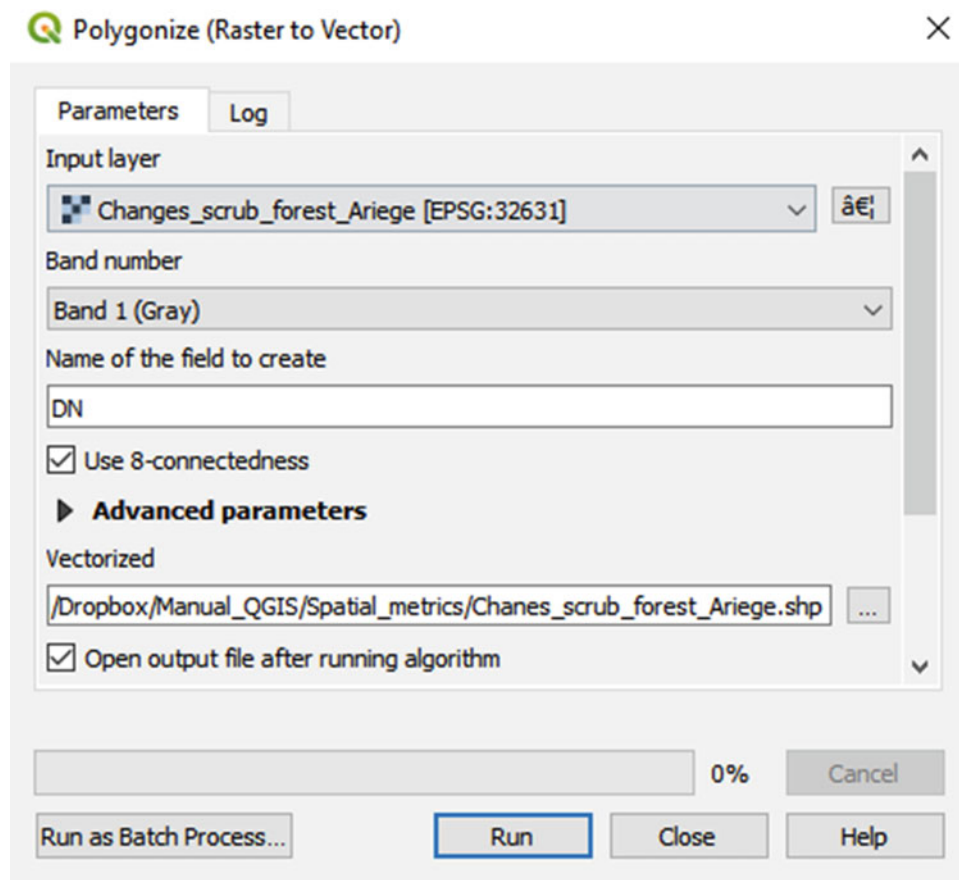 Polygonize (Raster to Vector)
Parameters
Log
Input layer
Changes_scrub_forest_Ariege [EPSG:32631]
â€¦
Band number
Band 1 (Gray)
Name of the field to create
DN
Use 8-connectedness
Advanced parameters
Vectorized
/Dropbox/Manual_QGIS/Spatial_metrics/Chanes_scrub_forest_Ariege.shp
...
Open output file after running algorithm
0%
Cancel
Run as Batch Process...
Run
Close
Help